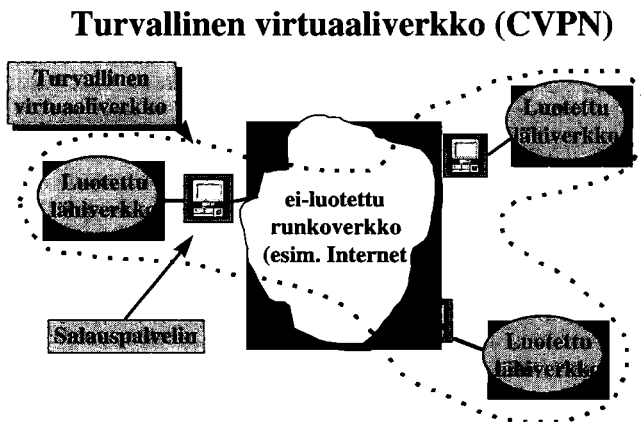 Turvallinen virtuaaliverkko (CVPN)
Turvallinen
virtuaaliverkko
Luotettu
lähiverkko
Luotettu
lähiverkko
ei-luotettu
runkoverkko
(esim. Internet
Salauspalvelin
Luotettu
lähiverkko